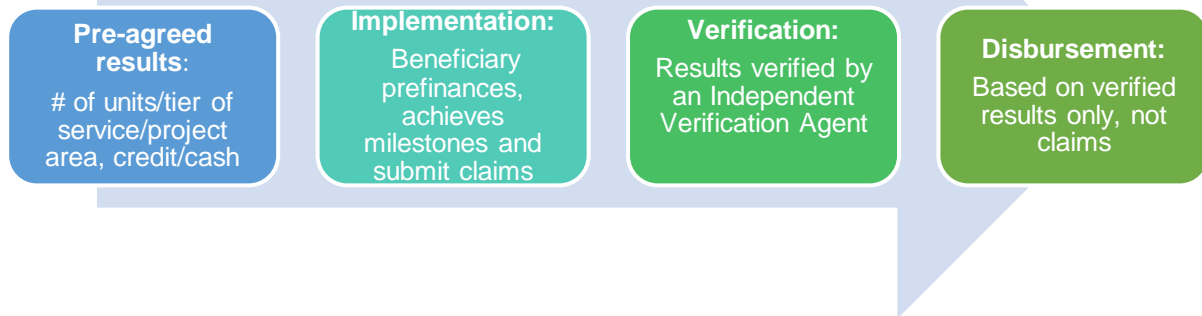 Pre-agreed
results:
# of units/tier of
service/project
area, credit/cash
Implementation:
Beneficiary
prefinances,
achieves
milestones and
submit claims
Verification:
Results verified by
an Independent
Verification Agent
Disbursement:
Based on verified
results only, not
claims